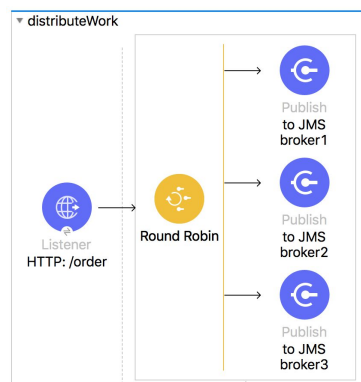 distributeWork
Publish
to JMS
broker1
Listener
HTTP: /order
Round Robin
Publish
to JMS
broker2
Publish
to JMS
broker3